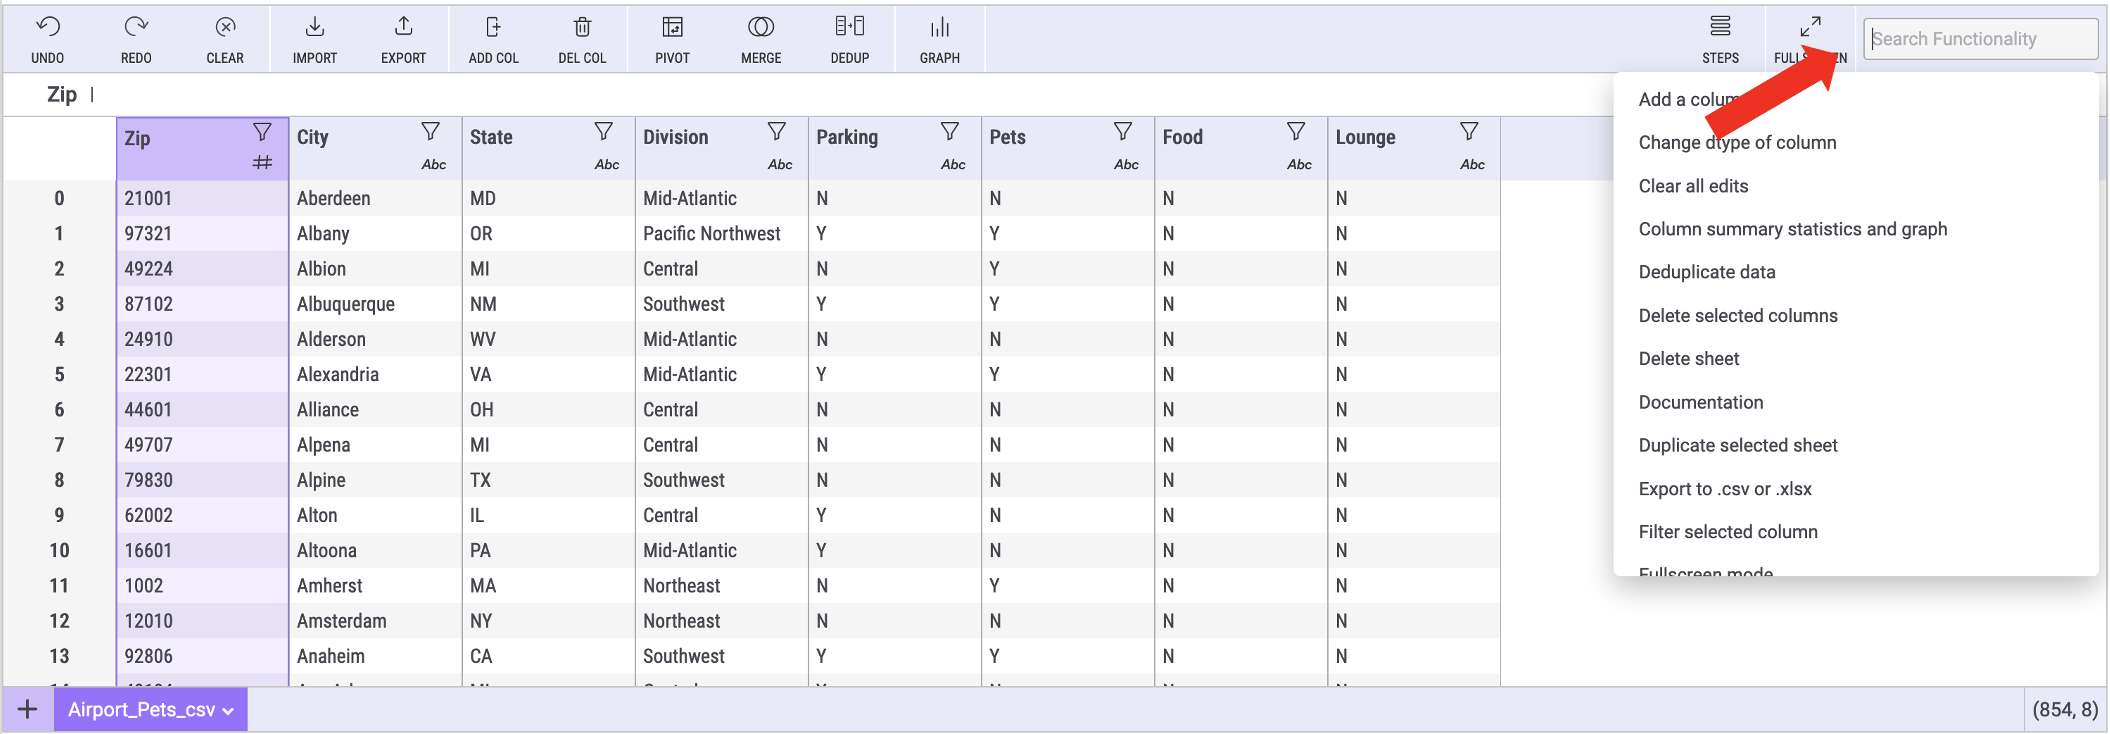 UNDO REDO CLEAR IMPORT EXPORT ADD COL DEL COL PIVOT MERGE DEDUP GRAPH STEPS Search Functionality
Zip
Zip City State Division Parking Pets Food Lounge
Abc Abc Abc Abc Abc Abc Abc
0 21001 Aberdeen MD Mid-Atlantic N N N N
1 97321 Albany OR Pacific Northwest Y Y N N
2 49224 Albion MI Central N Y N N
3 87102 Albuquerque NM Southwest Y Y N N
4 24910 Alderson WV Mid-Atlantic N N N N
5 22301 Alexandria VA Mid-Atlantic Y Y N N
6 44601 Alliance OH Central N N N N
7 49707 Alpena MI Central N N N N
8 79830 Alpine TX Southwest N N N N
9 62002 Alton IL Central Y N N N
10 16601 Altoona PA Mid-Atlantic Y N N N
11 1002 Amherst MA Northeast N Y N N
12 12010 Amsterdam NY Northeast N N N N
13 92806 Anaheim CA Southwest Y Y N N
Add a
Change dtype of column
Clear all edits
Column summary statistics and graph
Deduplicate data
Delete selected columns
Delete sheet
Documentation
Duplicate selected sheet
Export to .csv or .xlsx
Filter selected column
Fullscreen mode
+ Airport_Pets_csv (854, 8)